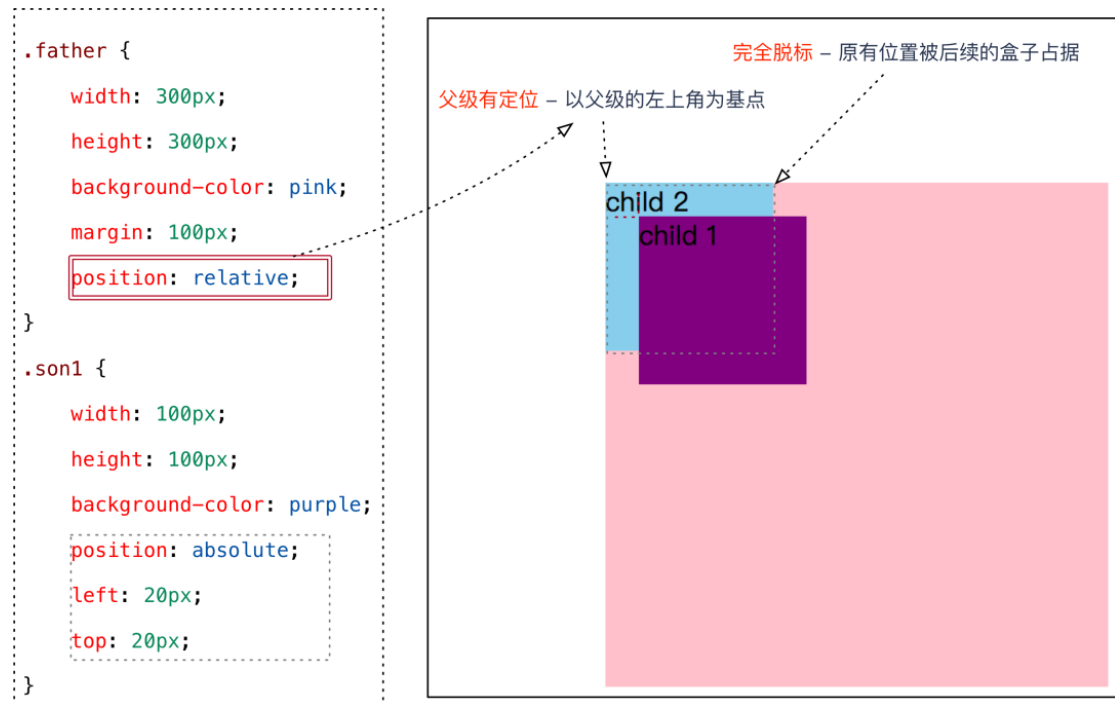 .father {
width: 300px;
height: 300px;
background-color: pink;
margin: 100px;
position: relative;
}
.son1 {
width: 100px;
height: 100px;
background-color: purple;
position: absolute;
left: 20px;
top: 20px;
}
完全脱标 – 原有位置被后续的盒子占据
父级有定位 – 以父级的左上角为基点
child 2
child 1